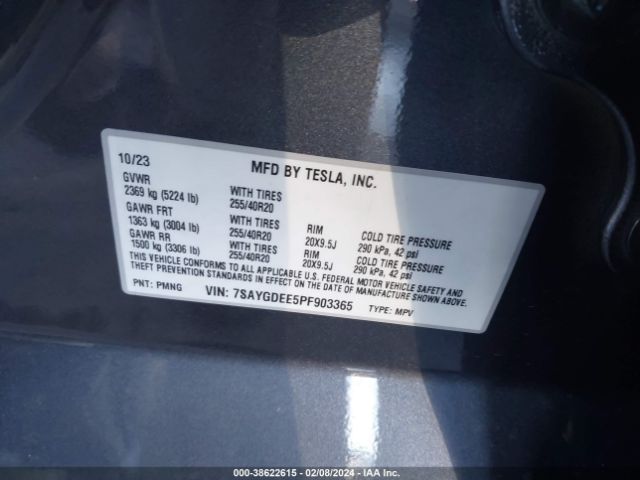 10/23
MFD BY TESLA, INC.
GVWR
2369 kg (5224 lb) WITH TIRES 255/40R20
GAWR FRT
1363 kg (3004 lb) WITH TIRES 255/40R20 RIM 20X9.5J COLD TIRE PRESSURE 290 kPa, 42 psi
GAWR RR
1500 kg (3306 lb) WITH TIRES 255/40R20 RIM 20X9.5J COLD TIRE PRESSURE 290 kPa, 42 psi
THIS VEHICLE CONFORMS TO ALL APPLICABLE U.S. FEDERAL MOTOR VEHICLE SAFETY AND
THEFT PREVENTION STANDARDS IN EFFECT ON THE DATE OF MANUFACTURE SHOWN ABOVE.
PNT: PMNG VIN: 7SAYGDEE5PF903365 TYPE: MPV
000-38622615 - 02/08/2024 - IAA Inc.